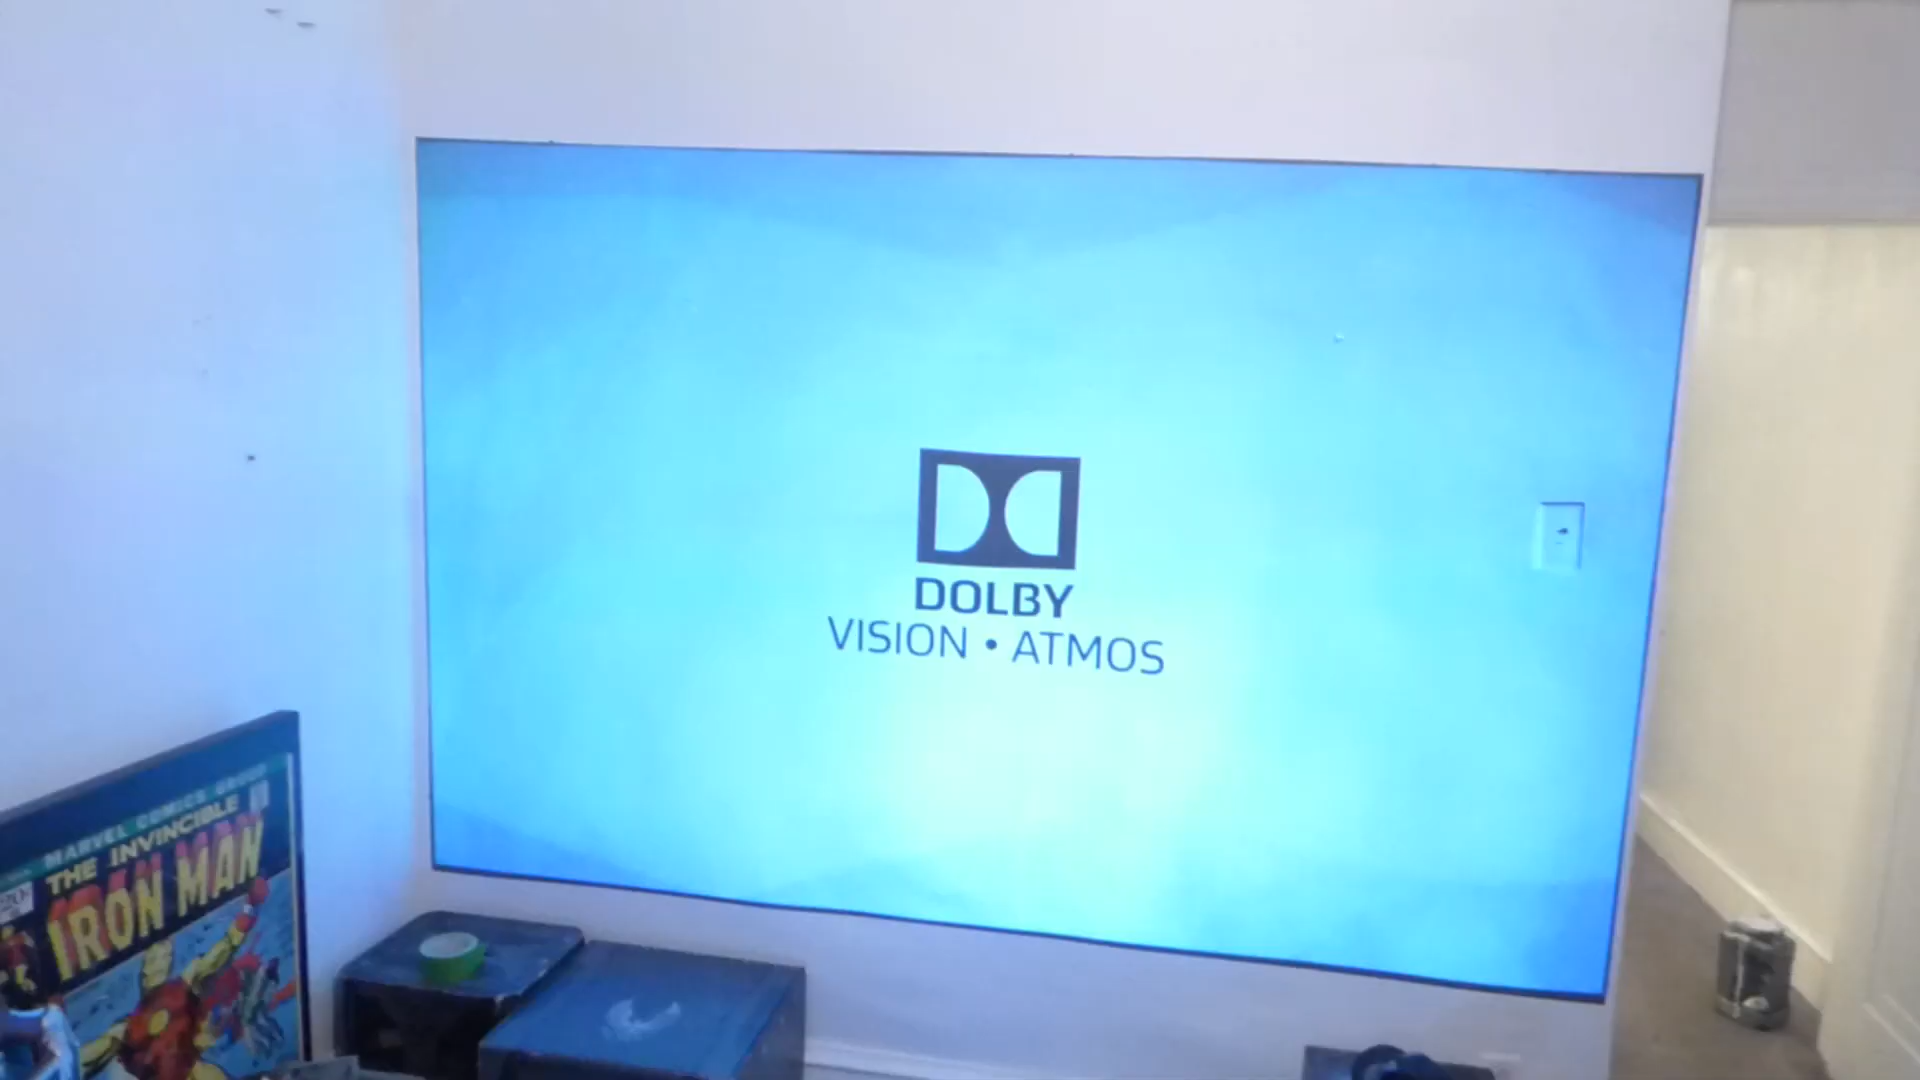 DOLBY
VISION • ATMOS
MARVEL COMICS GROUP
THE INVINCIBLE
IRON MAN